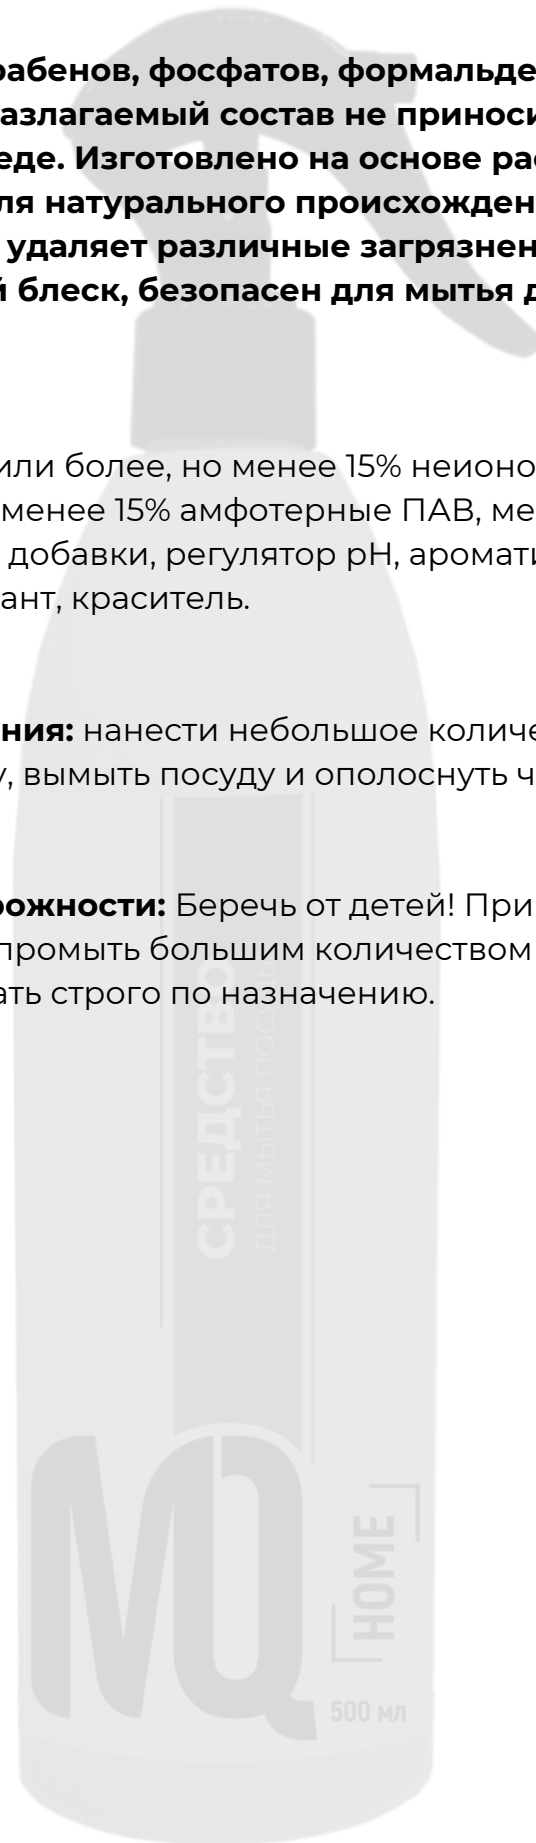 рабенов, фосфатов, формальде
азлагаемый состав не приноси
еде. Изготовлено на основе рас
ля натурального происхожден
удаляет различные загрязнен
й блеск, безопасен для мытья д
или более, но менее 15% неионо
менее 15% амфотерные ПАВ, ме
добавки, регулятор pH, аромати
ант, краситель.
ния: нанести небольшое количе
у, вымыть посуду и ополоснуть ч
рожности: Беречь от детей! При
промыть большим количеством
ать строго по назначению.
СРЕДСТВО
ДЛЯ МЫТЬЯ ПОСУДЫ
MQ
HOME
500 мл